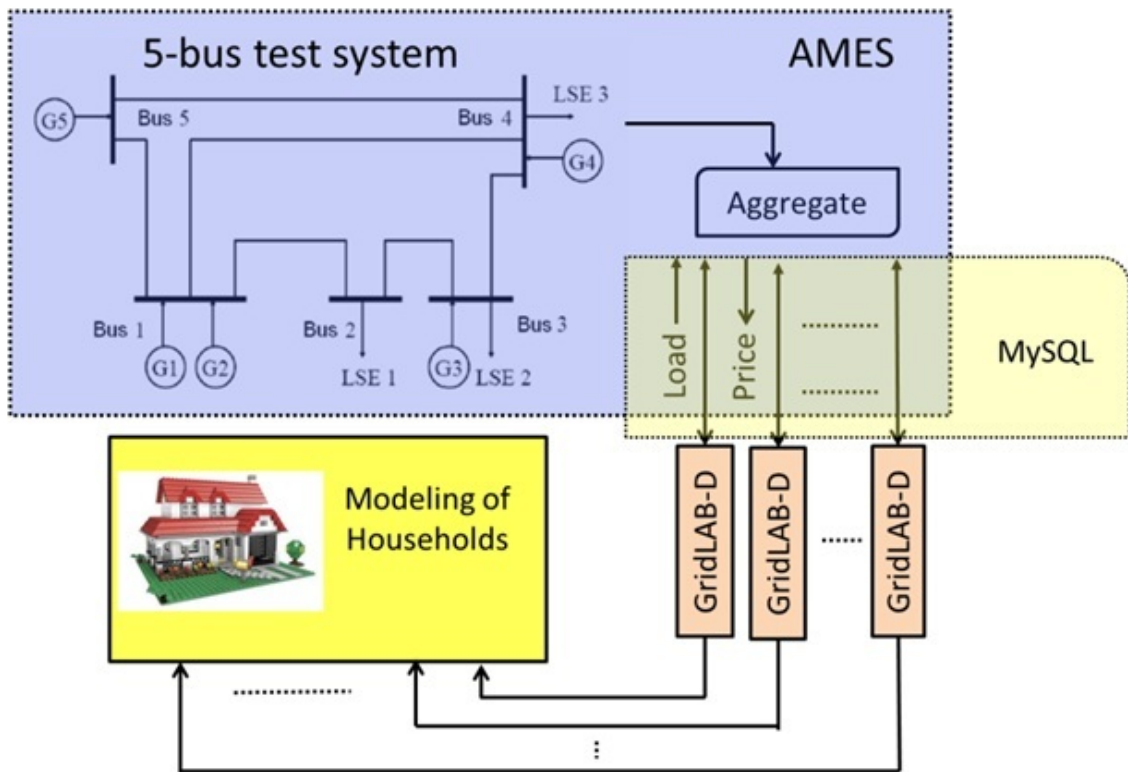 5-bus test system
AMES
LSE 3
G5
Bus 5
Bus 4
G4
Aggregate
Bus 1
Bus 2
Bus 3
G1
G2
LSE 1
G3
LSE 2
Load
Price
..........
..........
MySQL
Modeling of
Households
GridLAB-D
GridLAB-D
......
GridLAB-D